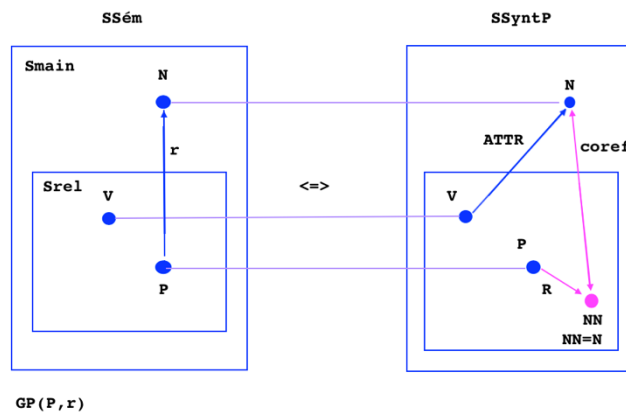 SSém
SSyntP
Smain
N
N
r
ATTR
coref
Srel
V
<=>
V
P
P
R
NN
NN=N
GP(P,r)